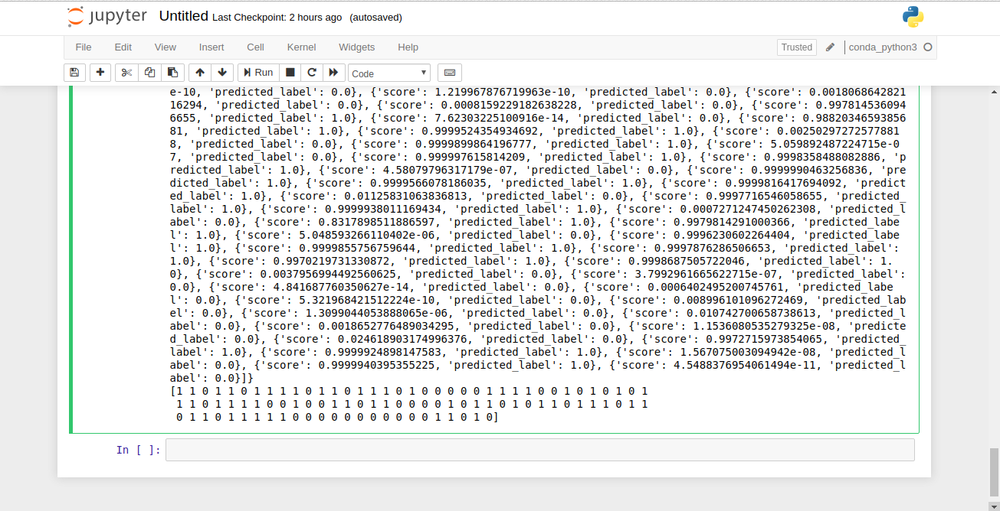 jupyter Untitled Last Checkpoint: 2 hours ago (autosaved)
File Edit View Insert Cell Kernel Widgets Help Trusted conda_python3
Run Code
e-10, 'predicted_label': 0.0}, {'score': 1.2199678767199​63e-10, 'predicted_label': 0.0}, {'score': 0.0018068642821
16294, 'predicted_label': 0.0}, {'score': 0.0008159229182638228, 'predicted_label': 0.0}, {'score': 0.997814536094
6655, 'predicted_label': 1.0}, {'score': 7.62303225100916e-14, 'predicted_label': 0.0}, {'score': 0.98820346593856
81, 'predicted_label': 1.0}, {'score': 0.9999524354934692, 'predicted_label': 1.0}, {'score': 0.00250297272577881
8, 'predicted_label': 0.0}, {'score': 0.9999899864196777, 'predicted_label': 1.0}, {'score': 5.059892487224715e-0
7, 'predicted_label': 0.0}, {'score': 0.999997615814209, 'predicted_label': 1.0}, {'score': 0.9998358488082886, 'p
redicted_label': 1.0}, {'score': 4.58079796317179e-07, 'predicted_label': 0.0}, {'score': 0.9999990463256836, 'pre
dicted_label': 1.0}, {'score': 0.9999566078186035, 'predicted_label': 1.0}, {'score': 0.9999816417694092, 'predict
ed_label': 1.0}, {'score': 0.01125831063836813, 'predicted_label': 0.0}, {'score': 0.9997716546058655, 'predicted_
label': 1.0}, {'score': 0.9999938011169434, 'predicted_label': 1.0}, {'score': 0.0007271247450262308, 'predicted_l
abel': 0.0}, {'score': 0.8317898511886597, 'predicted_label': 1.0}, {'score': 0.9979814291000366, 'predicted_labe
l': 1.0}, {'score': 5.0485932661​10402e-06, 'predicted_label': 0.0}, {'score': 0.9996230602264404, 'predicted_labe
l': 1.0}, {'score': 0.9999855756759644, 'predicted_label': 1.0}, {'score': 0.9997876286506653, 'predicted_label':
1.0}, {'score': 0.9970219731330872, 'predicted_label': 1.0}, {'score': 0.9998687505722046, 'predicted_label': 1.
0}, {'score': 0.0037956994492560625, 'predicted_label': 0.0}, {'score': 3.7992961665622715e-07, 'predicted_label':
0.0}, {'score': 4.841687760350627e-14, 'predicted_label': 0.0}, {'score': 0.0006402495200745761, 'predicted_labe
l': 0.0}, {'score': 5.321968421512224e-10, 'predicted_label': 0.0}, {'score': 0.008996101096272469, 'predicted_lab
el': 0.0}, {'score': 1.3099044053888065e-06, 'predicted_label': 0.0}, {'score': 0.010742700658738613, 'predicted_l
abel': 0.0}, {'score': 0.0018652776489034295, 'predicted_label': 0.0}, {'score': 1.1536080535279325e-08, 'predicte
d_label': 0.0}, {'score': 0.024618903174996376, 'predicted_label': 0.0}, {'score': 0.9972715973854065, 'predicted_
label': 1.0}, {'score': 0.9999924898147583, 'predicted_label': 1.0}, {'score': 1.567075003094942e-08, 'predicted_l
abel': 0.0}, {'score': 0.9999940395355225, 'predicted_label': 1.0}, {'score': 4.5488376954061494e-11, 'predicted_l
abel': 0.0}]}
[1 1 0 1 1 0 1 1 1 1 0 1 1 0 1 1 1 0 1 0 0 0 0 0 1 1 1 1 0 0 1 0 1 0 1 0 1
1 1 0 1 1 1 1 0 0 1 0 0 1 1 0 1 1 0 0 0 0 1 0 1 1 0 1 0 1 1 0 1 1 1 0 1 1
0 1 1 0 1 1 1 1 1 0 0 0 0 0 0 0 0 0 0 0 1 1 0 1 0]
In [ ]: